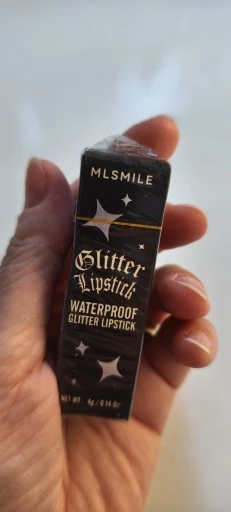 MLSMILE
Glitter
Lipstick
WATERPROOF
GLITTER LIPSTICK
NET WT 4g / 0.14 Oz